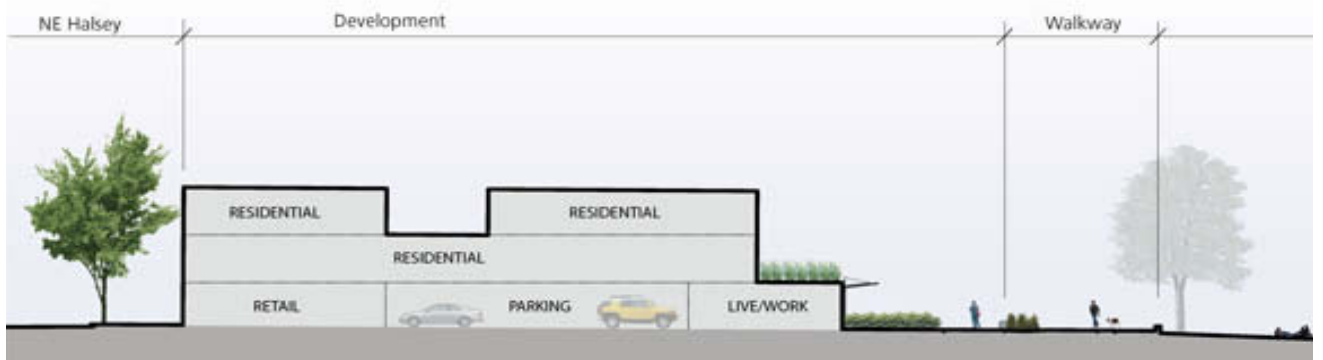 NE Halsey
Development
Walkway
RESIDENTIAL
RESIDENTIAL
RESIDENTIAL
RETAIL
PARKING
LIVE/WORK